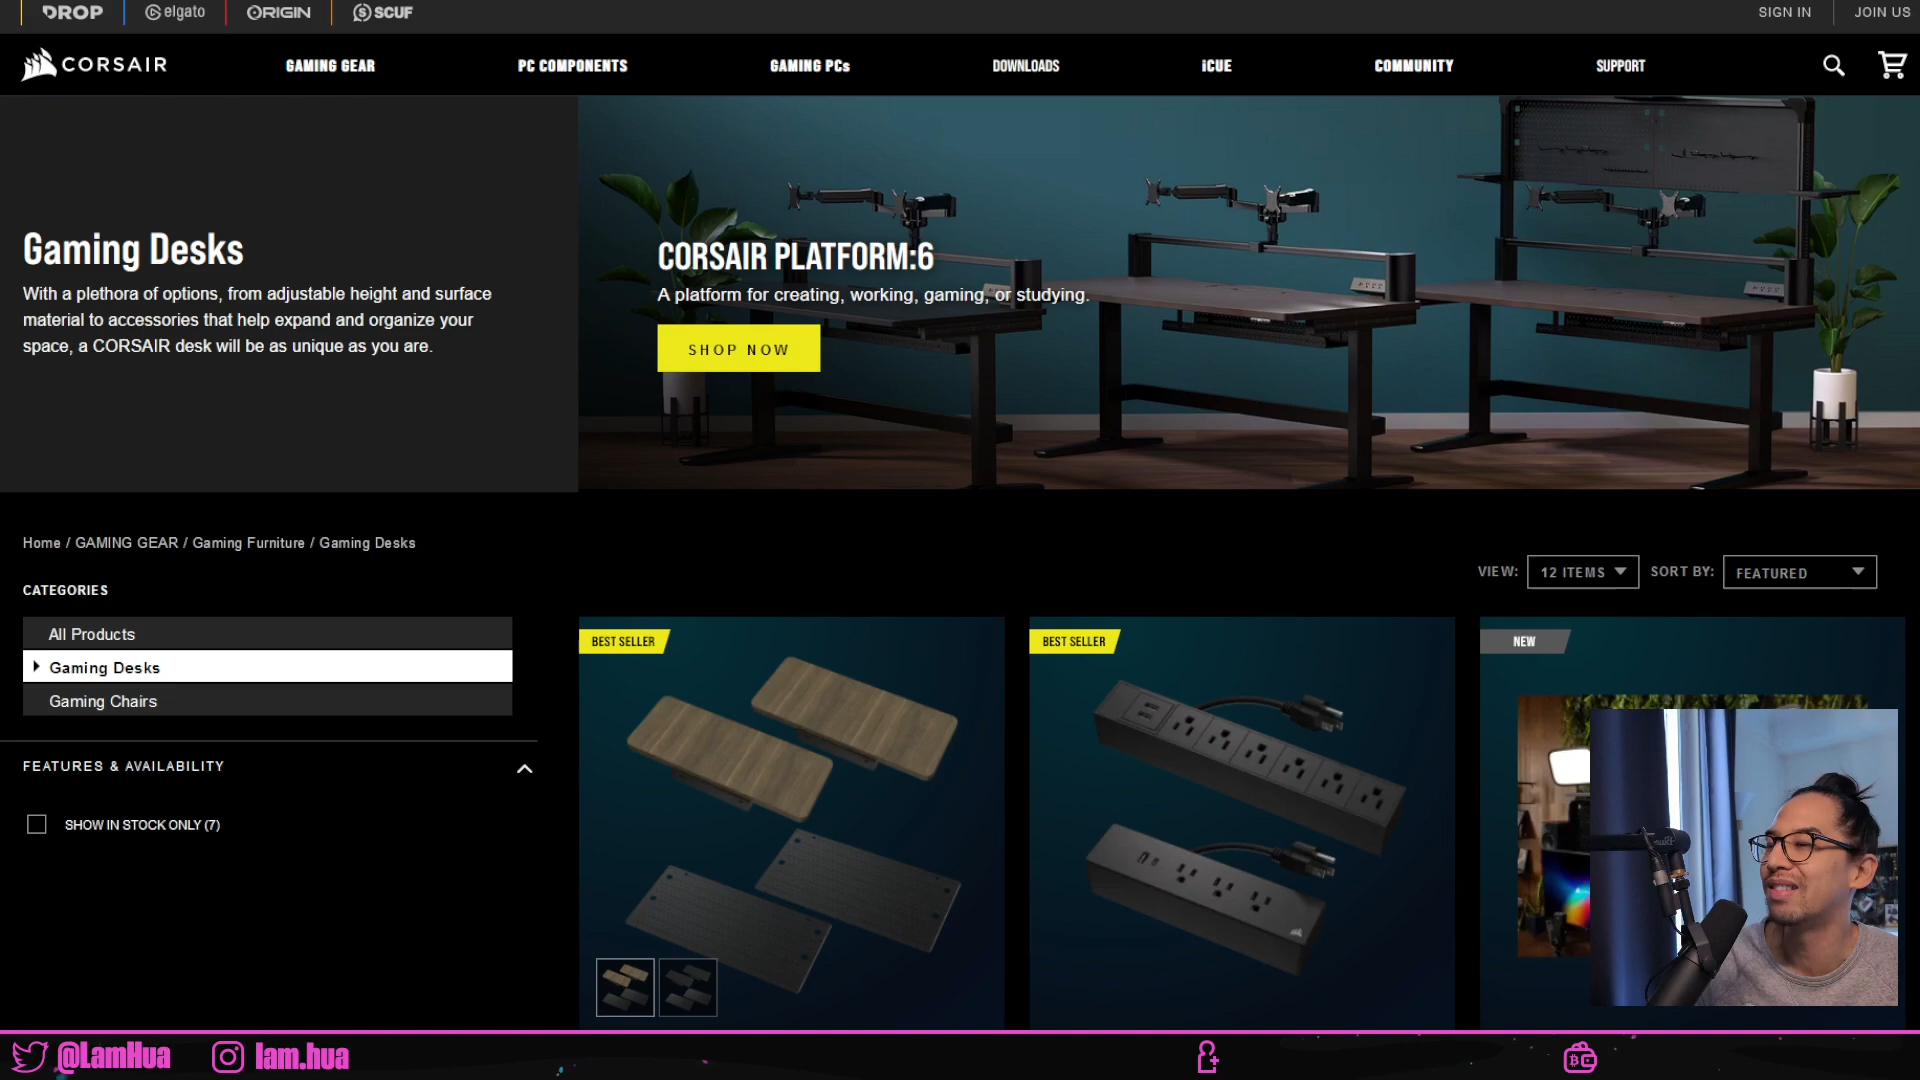 DROP
elgato
ORIGIN
SCUF
SIGN IN
JOIN US
CORSAIR
GAMING GEAR
PC COMPONENTS
GAMING PCs
DOWNLOADS
iCUE
COMMUNITY
SUPPORT
Gaming Desks
With a plethora of options, from adjustable height and surface
material to accessories that help expand and organize your
space, a CORSAIR desk will be as unique as you are.
CORSAIR PLATFORM:6
A platform for creating, working, gaming, or studying.
SHOP NOW
Home / GAMING GEAR / Gaming Furniture / Gaming Desks
VIEW: 12 ITEMS SORT BY: FEATURED
CATEGORIES
All Products
Gaming Desks
Gaming Chairs
FEATURES & AVAILABILITY
SHOW IN STOCK ONLY (7)
BEST SELLER
BEST SELLER
NEW
@LamHua
lam.hua